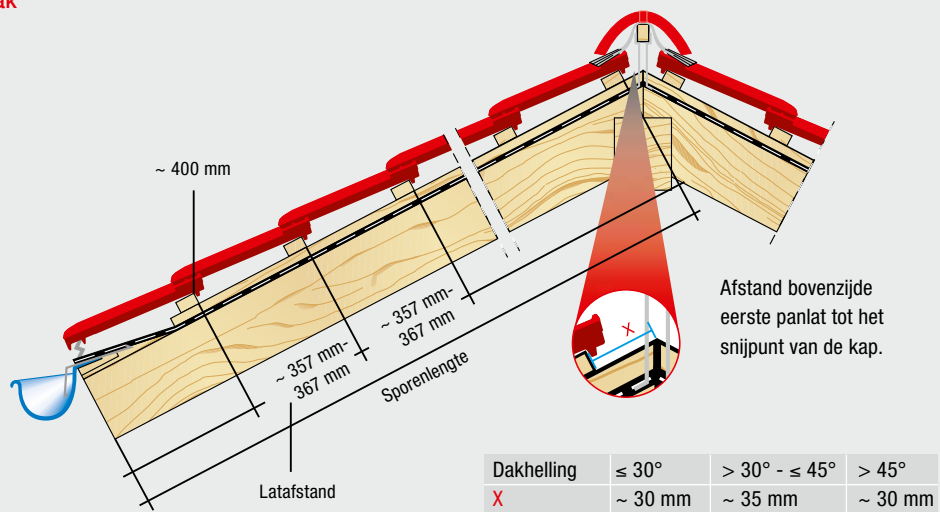 ak
~ 400 mm
~ 357 mm-
367 mm
~ 357 mm-
367 mm
Sporenlengte
Latafstand
X
Afstand bovenzijde
eerste panlat tot het
snijpunt van de kap.
Dakhelling ≤ 30° > 30° - ≤ 45° > 45°
X ~ 30 mm ~ 35 mm ~ 30 mm